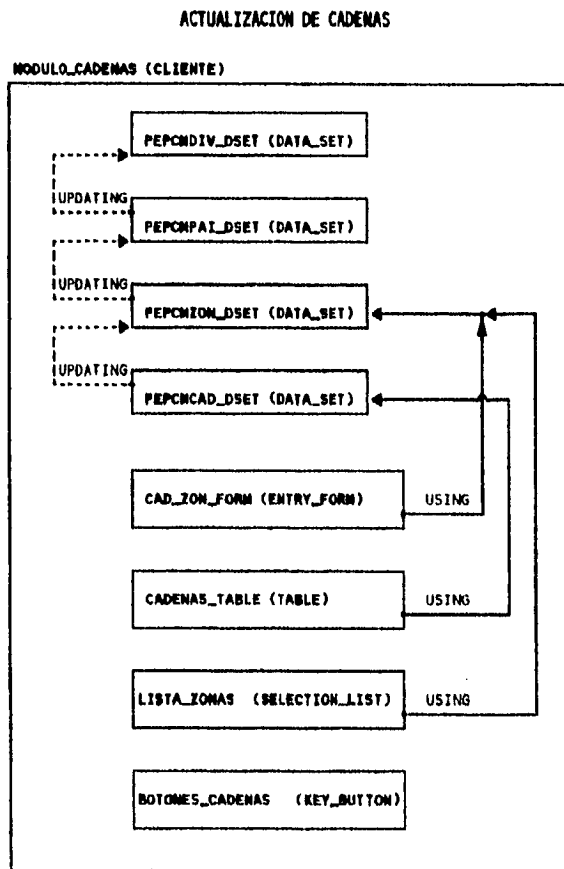 ACTUALIZACION DE CADENAS
MODULO_CADENAS (CLIENTE)
PEPCMDIV_DSET (DATA_SET)
UPDATING
PEPCMPAI_DSET (DATA_SET)
UPDATING
PEPCMZON_DSET (DATA_SET)
UPDATING
PEPCMCAD_DSET (DATA_SET)
CAD_ZON_FORM (ENTRY_FORM) USING
CADENAS_TABLE (TABLE) USING
LISTA_ZONAS (SELECTION_LIST) USING
BOTONES_CADENAS (KEY_BUTTON)